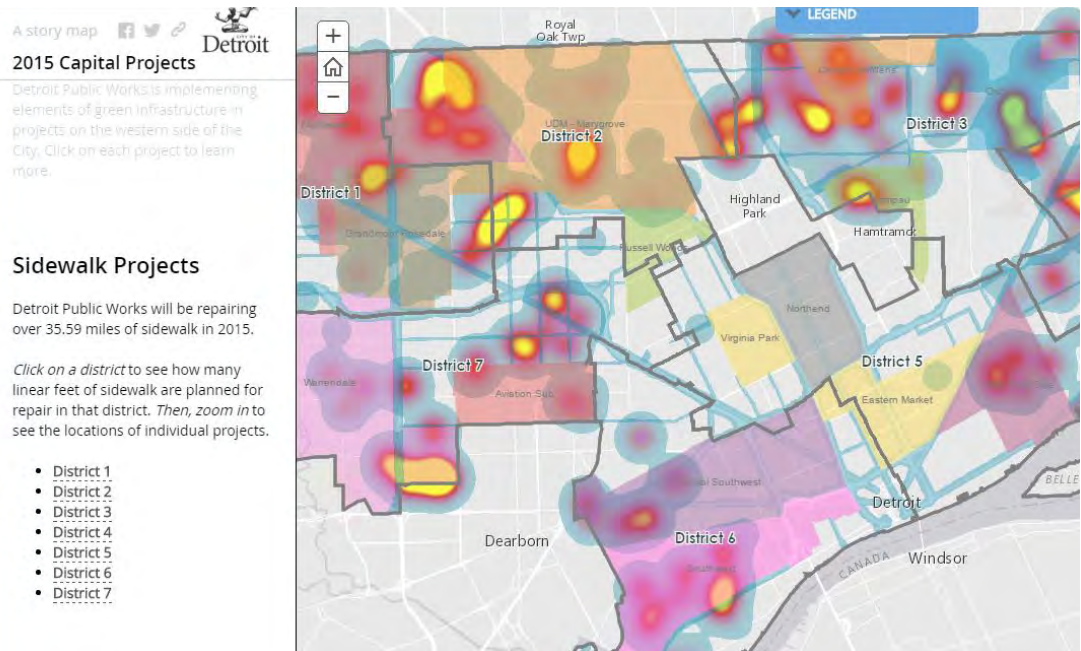 A story map
CITY OF
Detroit
2015 Capital Projects
Detroit Public Works is implementing
elements of green infrastructure in
projects on the western side of the
City. Click on each project to learn
more.
Sidewalk Projects
Detroit Public Works will be repairing
over 35.59 miles of sidewalk in 2015.
Click on a district to see how many
linear feet of sidewalk are planned for
repair in that district. Then, zoom in to
see the locations of individual projects.
District 1
District 2
District 3
District 4
District 5
District 6
District 7
+
−
LEGEND
Royal
Oak Twp
UDM - Marygrove
District 2
District 3
District 1
Grandmont Rosedale
Highland
Park
Hamtramck
Russell Woods
Northend
Virginia Park
District 7
District 5
Warrendale
Aviation Sub
Eastern Market
Southwest
Detroit
District 6
Dearborn
Windsor
CANADA
BELLE